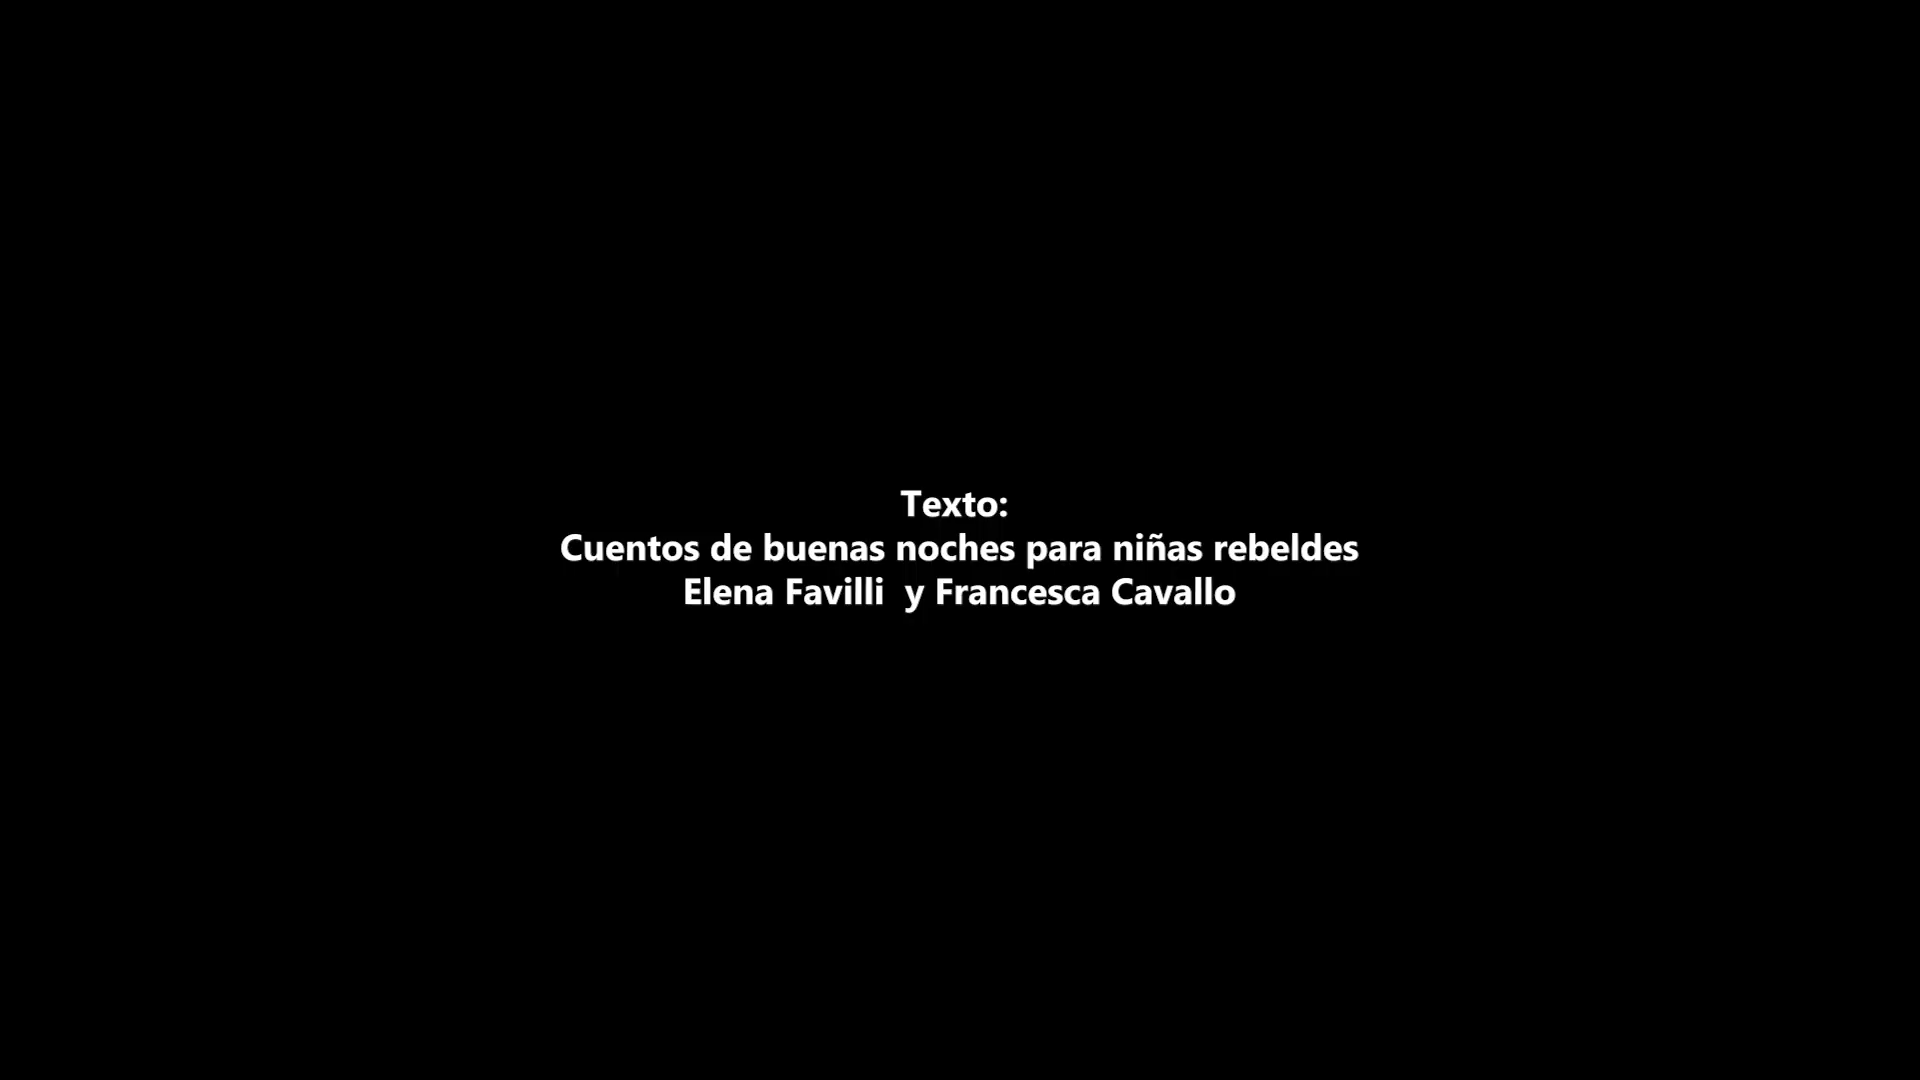 Texto:
Cuentos de buenas noches para niñas rebeldes
Elena Favilli  y Francesca Cavallo